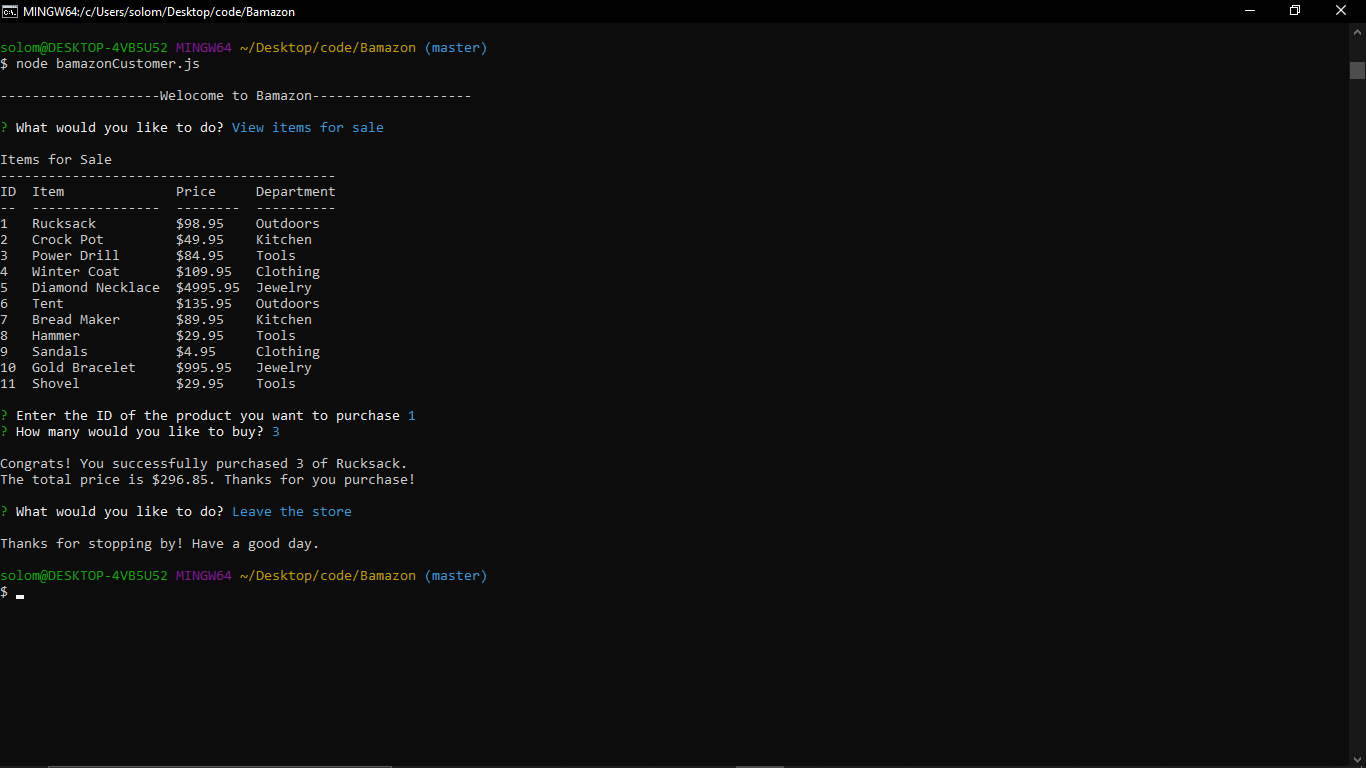 MINGW64:/c/Users/solom/Desktop/code/Bamazon
solom@DESKTOP-4VB5U52 MINGW64 ~/Desktop/code/Bamazon (master)
$ node bamazonCustomer.js
--------------------Welocome to Bamazon--------------------
? What would you like to do? View items for sale
Items for Sale
------------------------------------------
ID  Item              Price     Department
--  ----------------  --------  ----------
1   Rucksack          $98.95    Outdoors
2   Crock Pot         $49.95    Kitchen
3   Power Drill       $84.95    Tools
4   Winter Coat       $109.95   Clothing
5   Diamond Necklace  $4995.95  Jewelry
6   Tent              $135.95   Outdoors
7   Bread Maker       $89.95    Kitchen
8   Hammer            $29.95    Tools
9   Sandals           $4.95     Clothing
10  Gold Bracelet     $995.95   Jewelry
11  Shovel            $29.95    Tools
? Enter the ID of the product you want to purchase 1
? How many would you like to buy? 3
Congrats! You successfully purchased 3 of Rucksack.
The total price is $296.85. Thanks for you purchase!
? What would you like to do? Leave the store
Thanks for stopping by! Have a good day.
solom@DESKTOP-4VB5U52 MINGW64 ~/Desktop/code/Bamazon (master)
$